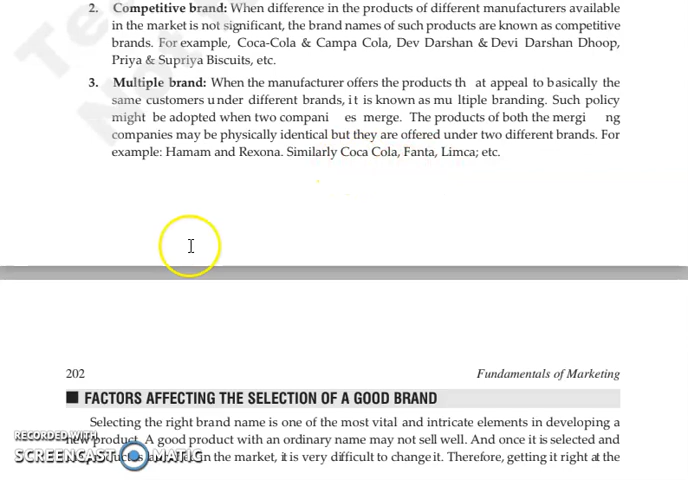 2. Competitive brand: When difference in the products of different manufacturers available
in the market is not significant, the brand names of such products are known as competitive
brands. For example, Coca-Cola & Campa Cola, Dev Darshan & Devi Darshan Dhoop,
Priya & Supriya Biscuits, etc.
3. Multiple brand: When the manufacturer offers the products th at appeal to basically the
same customers under different brands, it is known as mu ltiple branding. Such policy
might be adopted when two compani es merge. The products of both the mergi ng
companies may be physically identical but they are offered under two different brands. For
example: Hamam and Rexona. Similarly Coca Cola, Fanta, Limca; etc.
202 Fundamentals of Marketing
FACTORS AFFECTING THE SELECTION OF A GOOD BRAND
Selecting the right brand name is one of the most vital and intricate elements in developing a
RECORDED WITH
new product. A good product with an ordinary name may not sell well. And once it is selected and
SCREENCAST MATIC
in the market, it is very difficult to change it. Therefore, getting it right at the